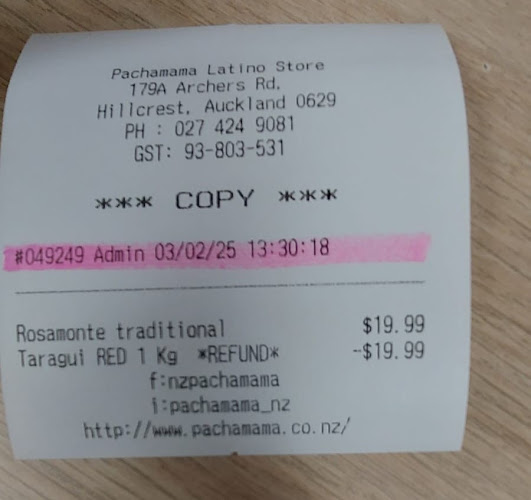 Pachamama Latino Store
179A Archers Rd,
Hillcrest, Auckland 0629
PH : 027 424 9081
GST: 93-803-531
*** COPY ***
#049249 Admin 03/02/25 13:30:18
Rosamonte traditional $19.99
Taragui RED 1 Kg *REFUND* -$19.99
f:nzpachamama
i:pachamama_nz
http://www.pachamama.co.nz/